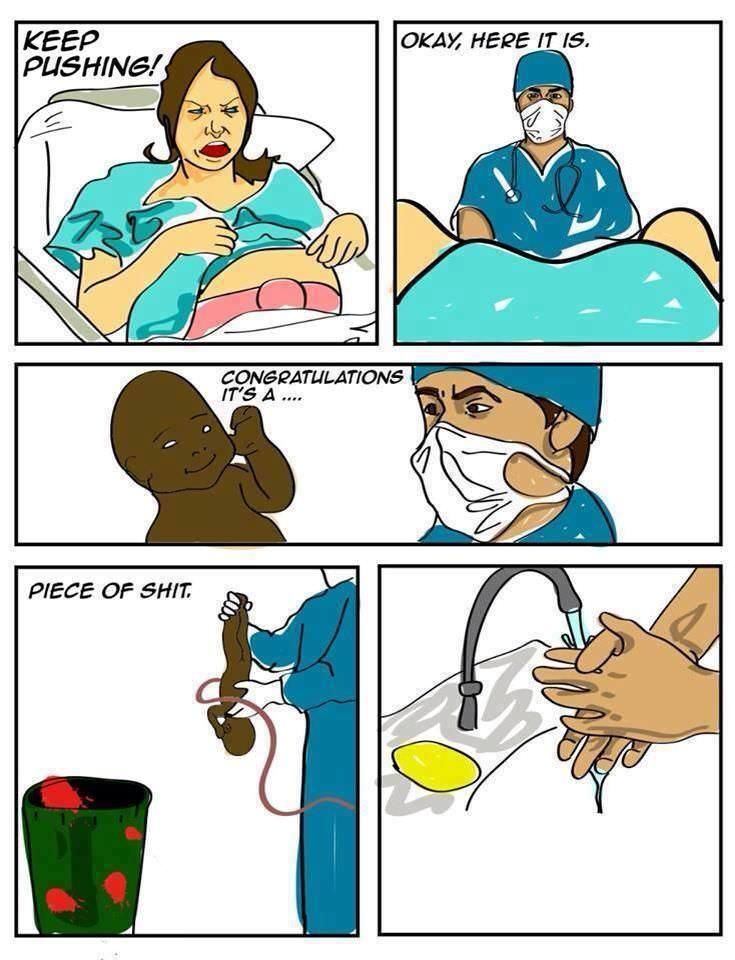 KEEP
PUSHING!
OKAY, HERE IT IS.
CONGRATULATIONS
IT'S A ....
PIECE OF SHIT.